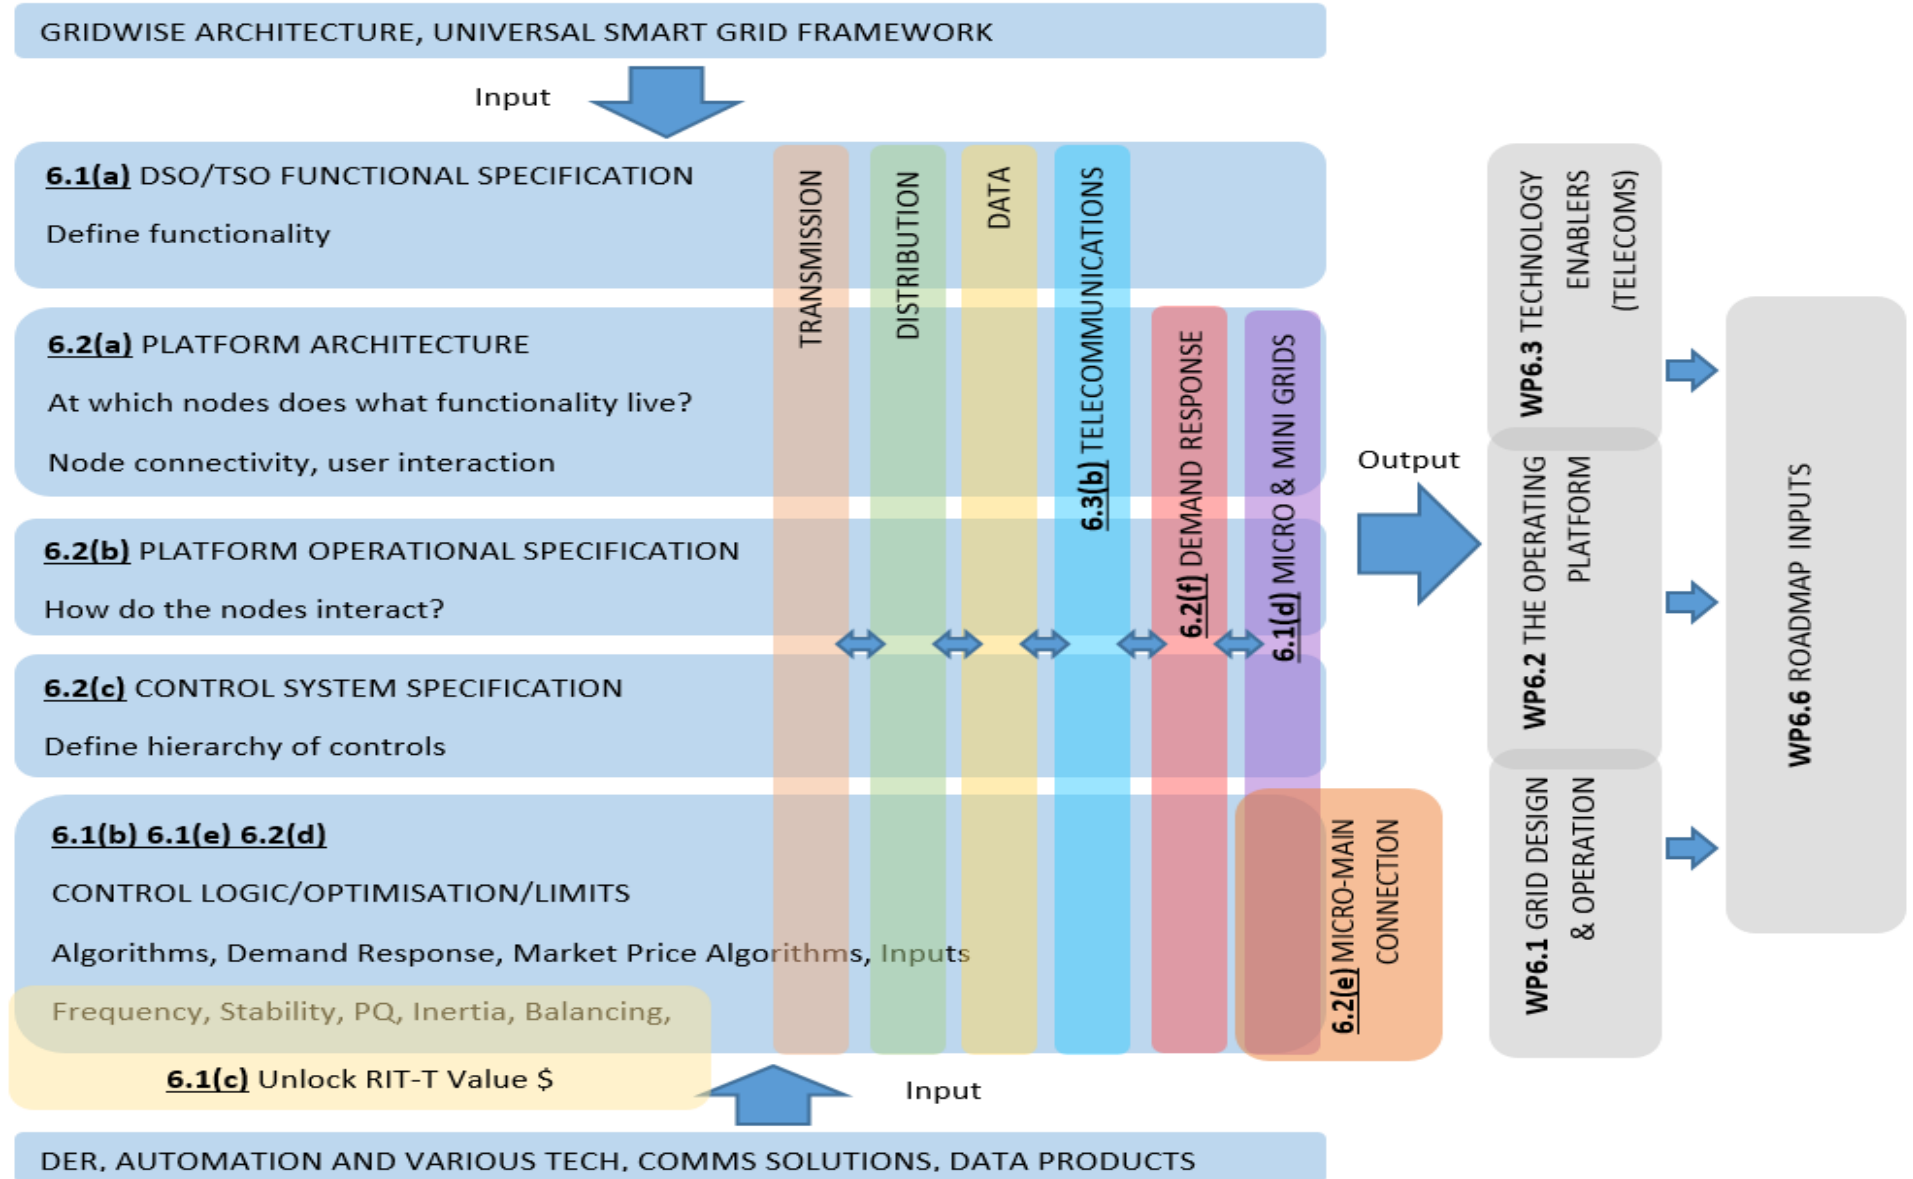 GRIDWISE ARCHITECTURE, UNIVERSAL SMART GRID FRAMEWORK
Input
6.1(a) DSO/TSO FUNCTIONAL SPECIFICATION
Define functionality
6.2(a) PLATFORM ARCHITECTURE
At which nodes does what functionality live?
Node connectivity, user interaction
6.2(b) PLATFORM OPERATIONAL SPECIFICATION
How do the nodes interact?
6.2(c) CONTROL SYSTEM SPECIFICATION
Define hierarchy of controls
6.1(b) 6.1(e) 6.2(d)
CONTROL LOGIC/OPTIMISATION/LIMITS
Algorithms, Demand Response, Market Price Algorithms, Inputs
Frequency, Stability, PQ, Inertia, Balancing,
6.1(c) Unlock RIT-T Value $
TRANSMISSION
DISTRIBUTION
DATA
6.3(b) TELECOMMUNICATIONS
6.2(f) DEMAND RESPONSE
6.1(d) MICRO & MINI GRIDS
6.2(e) MICRO-MAIN
CONNECTION
Input
DER, AUTOMATION AND VARIOUS TECH, COMMS SOLUTIONS, DATA PRODUCTS
Output
WP6.3 TECHNOLOGY
ENABLERS
(TELECOMS)
WP6.2 THE OPERATING
PLATFORM
WP6.1 GRID DESIGN
& OPERATION
WP6.6 ROADMAP INPUTS